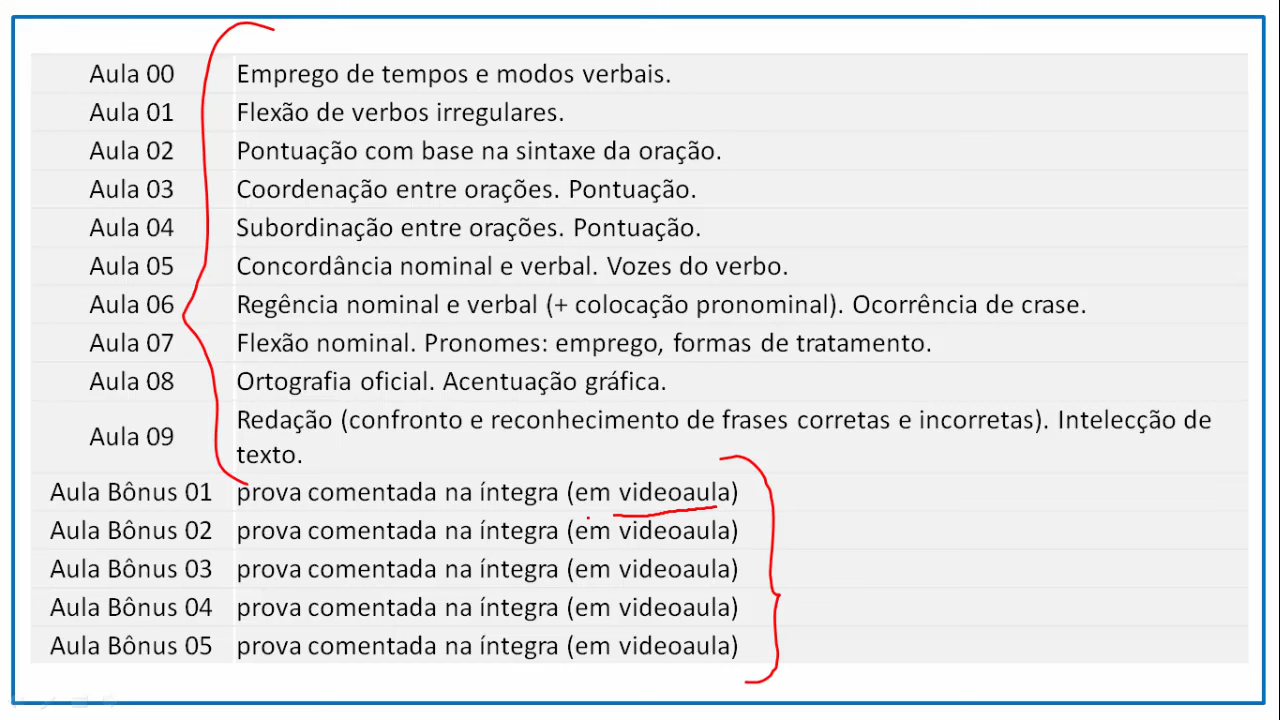 Aula 00 Emprego de tempos e modos verbais.
Aula 01 Flexão de verbos irregulares.
Aula 02 Pontuação com base na sintaxe da oração.
Aula 03 Coordenação entre orações. Pontuação.
Aula 04 Subordinação entre orações. Pontuação.
Aula 05 Concordância nominal e verbal. Vozes do verbo.
Aula 06 Regência nominal e verbal (+ colocação pronominal). Ocorrência de crase.
Aula 07 Flexão nominal. Pronomes: emprego, formas de tratamento.
Aula 08 Ortografia oficial. Acentuação gráfica.
Aula 09 Redação (confronto e reconhecimento de frases corretas e incorretas). Intelecção de
texto.
Aula Bônus 01 prova comentada na íntegra (em videoaula)
Aula Bônus 02 prova comentada na íntegra (em videoaula)
Aula Bônus 03 prova comentada na íntegra (em videoaula)
Aula Bônus 04 prova comentada na íntegra (em videoaula)
Aula Bônus 05 prova comentada na íntegra (em videoaula)